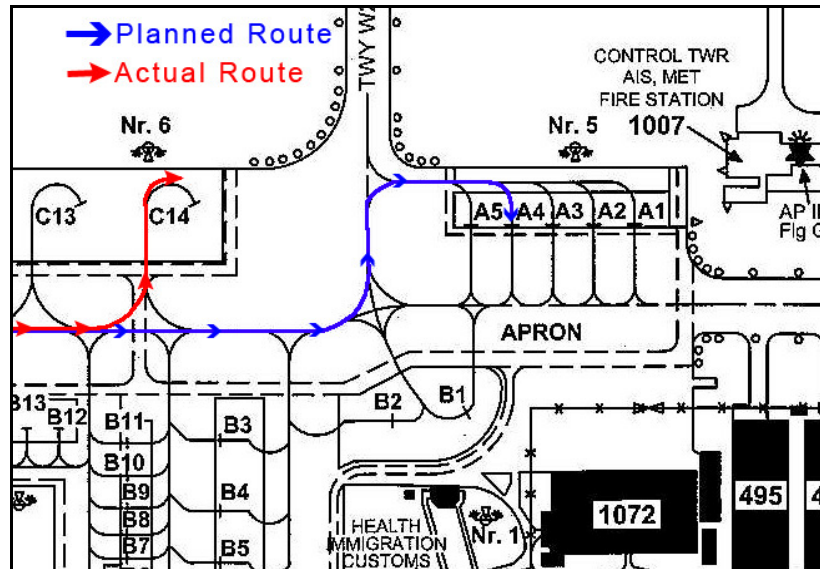 Planned Route
Actual Route
TWY W2
CONTROL TWR
AIS, MET
FIRE STATION
1007
Nr. 6
Nr. 5
C13
C14
A5
A4
A3
A2
A1
Flg
APRON
B13
B12
B11
B3
B2
B1
B10
B9
B4
B8
B7
B5
HEALTH
IMMIGRATION
CUSTOMS
Nr. 1
1072
495